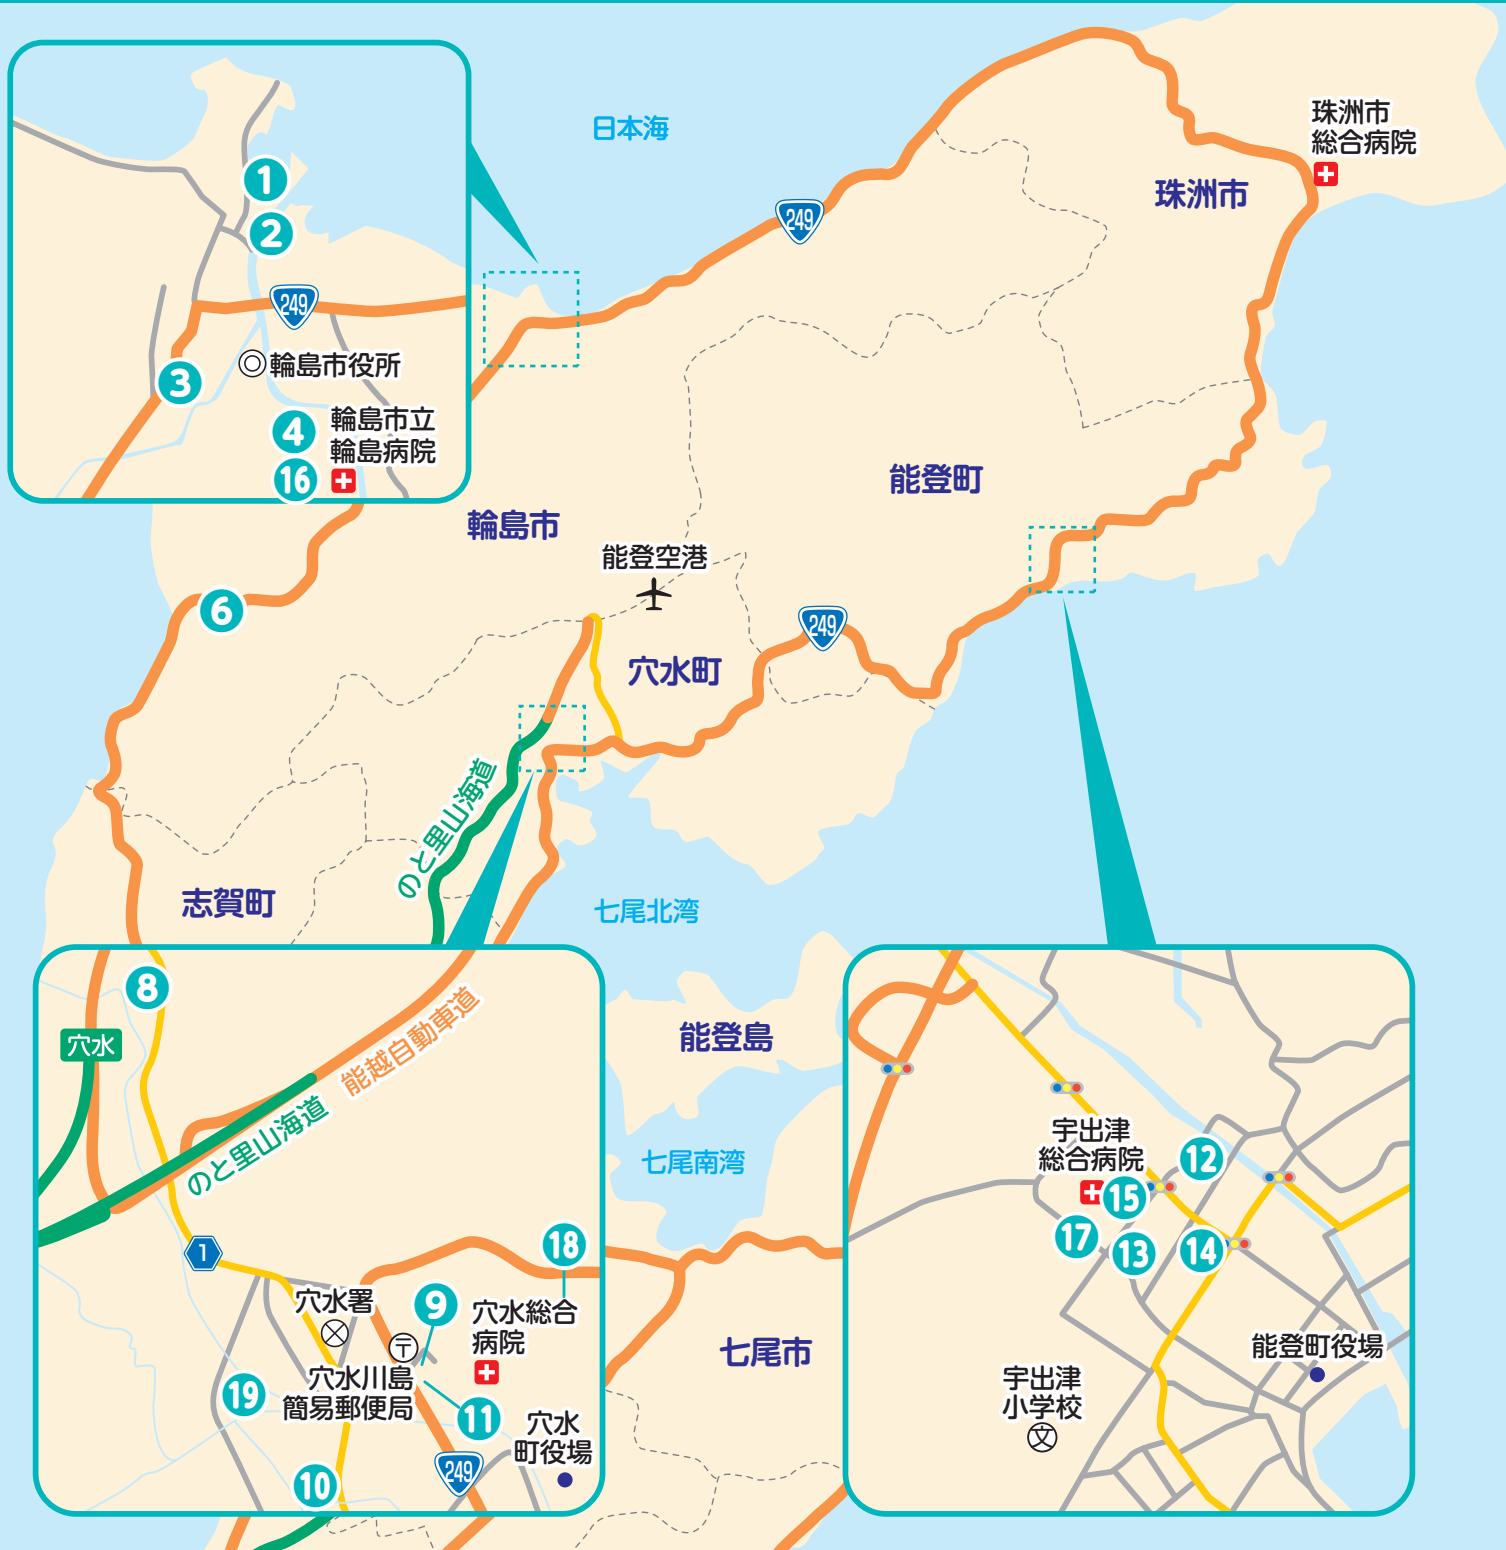 日本海
珠洲市
総合病院
珠洲市
249
1
2
249
輪島市役所
3
4
輪島市立
輪島病院
16
能登町
輪島市
能登空港
6
249
穴水町
のと里山海道
志賀町
七尾北湾
能登島
七尾南湾
七尾市
8
穴水
能越自動車道
のと里山海道
1
18
穴水署
9
穴水総合
病院
〒
穴水川島
簡易郵便局
19
11
穴水
町役場
249
10
宇出津
総合病院
12
15
17
13
14
能登町役場
宇出津
小学校
文